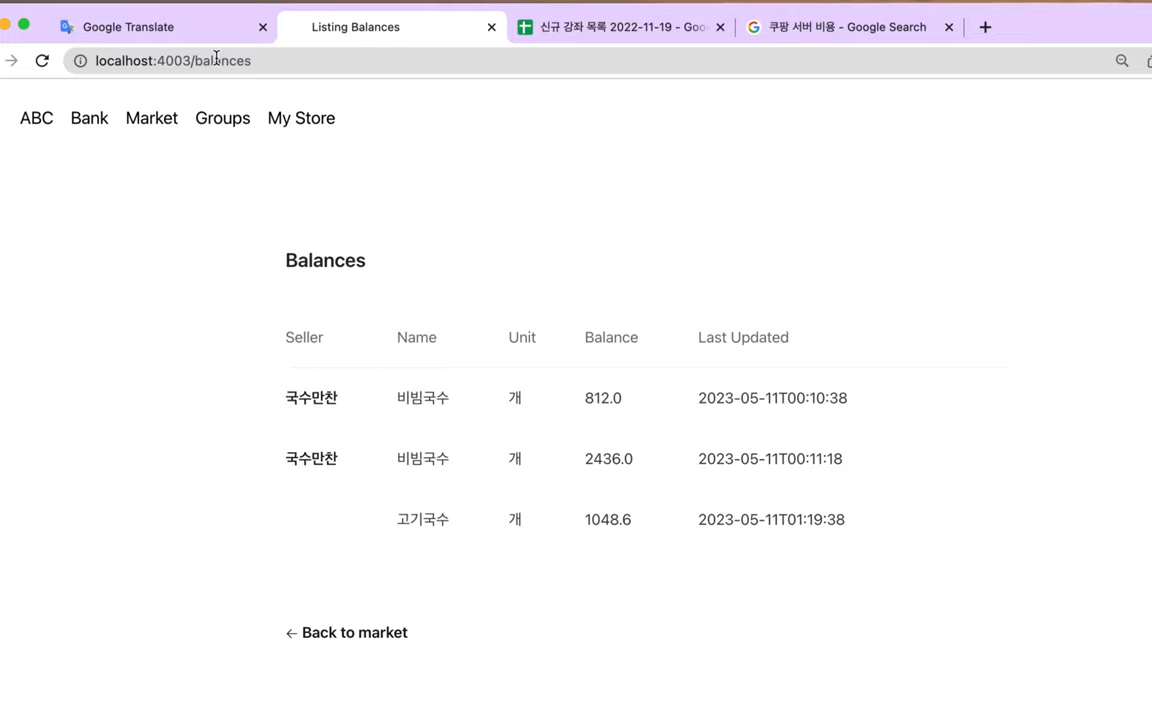 Google Translate
Listing Balances
신규 강좌 목록 2022-11-19 - Goo
쿠팡 서버 비용 - Google Search
localhost:4003/balances
ABC Bank Market Groups My Store
Balances
Seller Name Unit Balance Last Updated
국수만찬 비빔국수 개 812.0 2023-05-11T00:10:38
국수만찬 비빔국수 개 2436.0 2023-05-11T00:11:18
고기국수 개 1048.6 2023-05-11T01:19:38
← Back to market